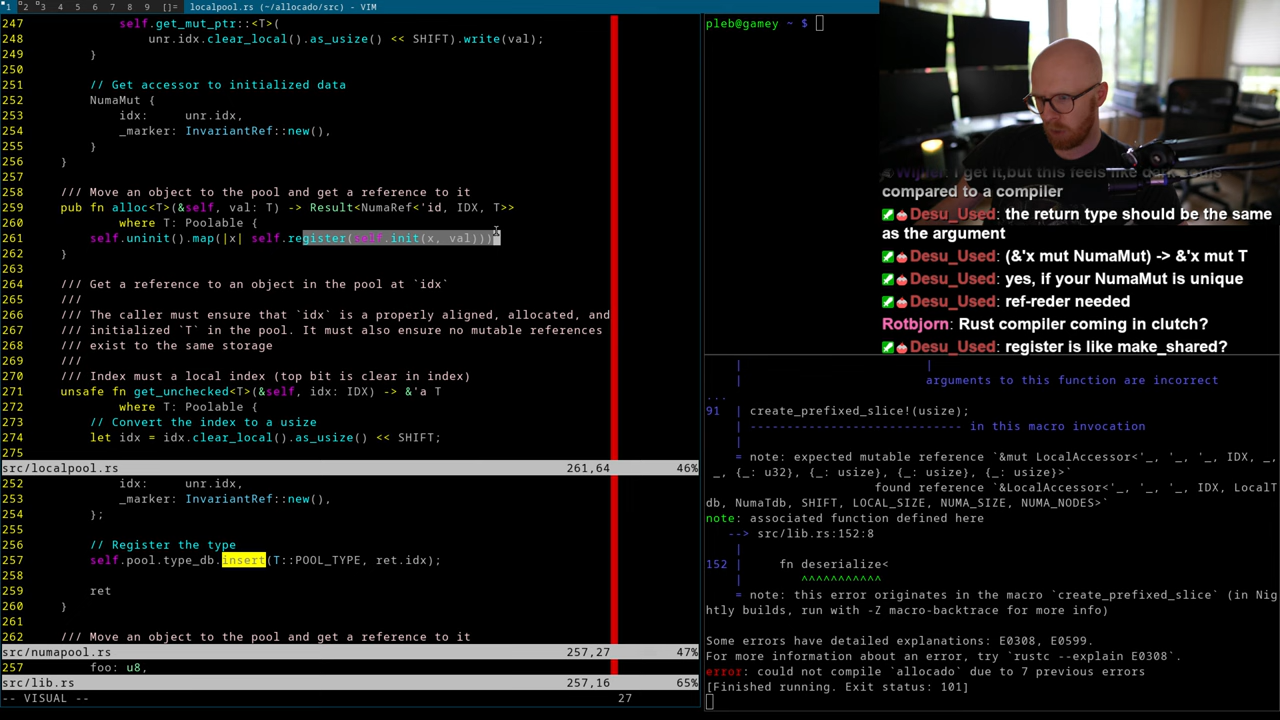 1 2 3 4 5 6 7 8 9 []= localpool.rs (~/allocado/src) - VIM
247 self.get_mut_ptr::<T>(
248 unr.idx.clear_local().as_usize() << SHIFT).write(val);
249 }
250
251 // Get accessor to initialized data
252 NumaMut {
253 idx: unr.idx,
254 _marker: InvariantRef::new(),
255 }
256 }
257
258 /// Move an object to the pool and get a reference to it
259 pub fn alloc<T>(&self, val: T) -> Result<NumaRef<'id, IDX, T>>
260 where T: Poolable {
261 self.uninit().map(|x| self.register(self.init(x, val)))
262 }
263
264 /// Get a reference to an object in the pool at `idx`
265 ///
266 /// The caller must ensure that `idx` is a properly aligned, allocated, and
267 /// initialized `T` in the pool. It must also ensure no mutable references
268 /// exist to the same storage
269 ///
270 /// Index must a local index (top bit is clear in index)
271 unsafe fn get_unchecked<T>(&self, idx: IDX) -> &'a T
272 where T: Poolable {
273 // Convert the index to a usize
274 let idx = idx.clear_local().as_usize() << SHIFT;
275
src/localpool.rs 261,64 46%
252 idx: unr.idx,
253 _marker: InvariantRef::new(),
254 };
255
256 // Register the type
257 self.pool.type_db.insert(T::POOL_TYPE, ret.idx);
258
259 ret
260 }
261
262 /// Move an object to the pool and get a reference to it
src/numapool.rs 257,27 47%
257 foo: u8,
src/lib.rs 257,16 65%
-- VISUAL -- 27
pleb@gamey ~ $
I get it,but this feels like
compared to a compiler
Desu_Used: the return type should be the same
as the argument
Desu_Used: (&'x mut NumaMut) -> &'x mut T
Desu_Used: yes, if your NumaMut is unique
Desu_Used: ref-reder needed
Rotbjorn: Rust compiler coming in clutch?
Desu_Used: register is like make_shared?
| |
| arguments to this function are incorrect
...
91 | create_prefixed_slice!(usize);
| ----------------------------- in this macro invocation
|
= note: expected mutable reference `&mut LocalAccessor<'_, '_, '_, IDX, _,
_, {_: u32}, {_: usize}, {_: usize}, {_: usize}>`
found reference `&LocalAccessor<'_, '_, '_, IDX, LocalT
db, NumaTdb, SHIFT, LOCAL_SIZE, NUMA_SIZE, NUMA_NODES>`
note: associated function defined here
--> src/lib.rs:152:8
|
152 | fn deserialize<
| ^^^^^^^^^^^
= note: this error originates in the macro `create_prefixed_slice` (in Nig
htly builds, run with -Z macro-backtrace for more info)
Some errors have detailed explanations: E0308, E0599.
For more information about an error, try `rustc --explain E0308`.
error: could not compile `allocado` due to 7 previous errors
[Finished running. Exit status: 101]